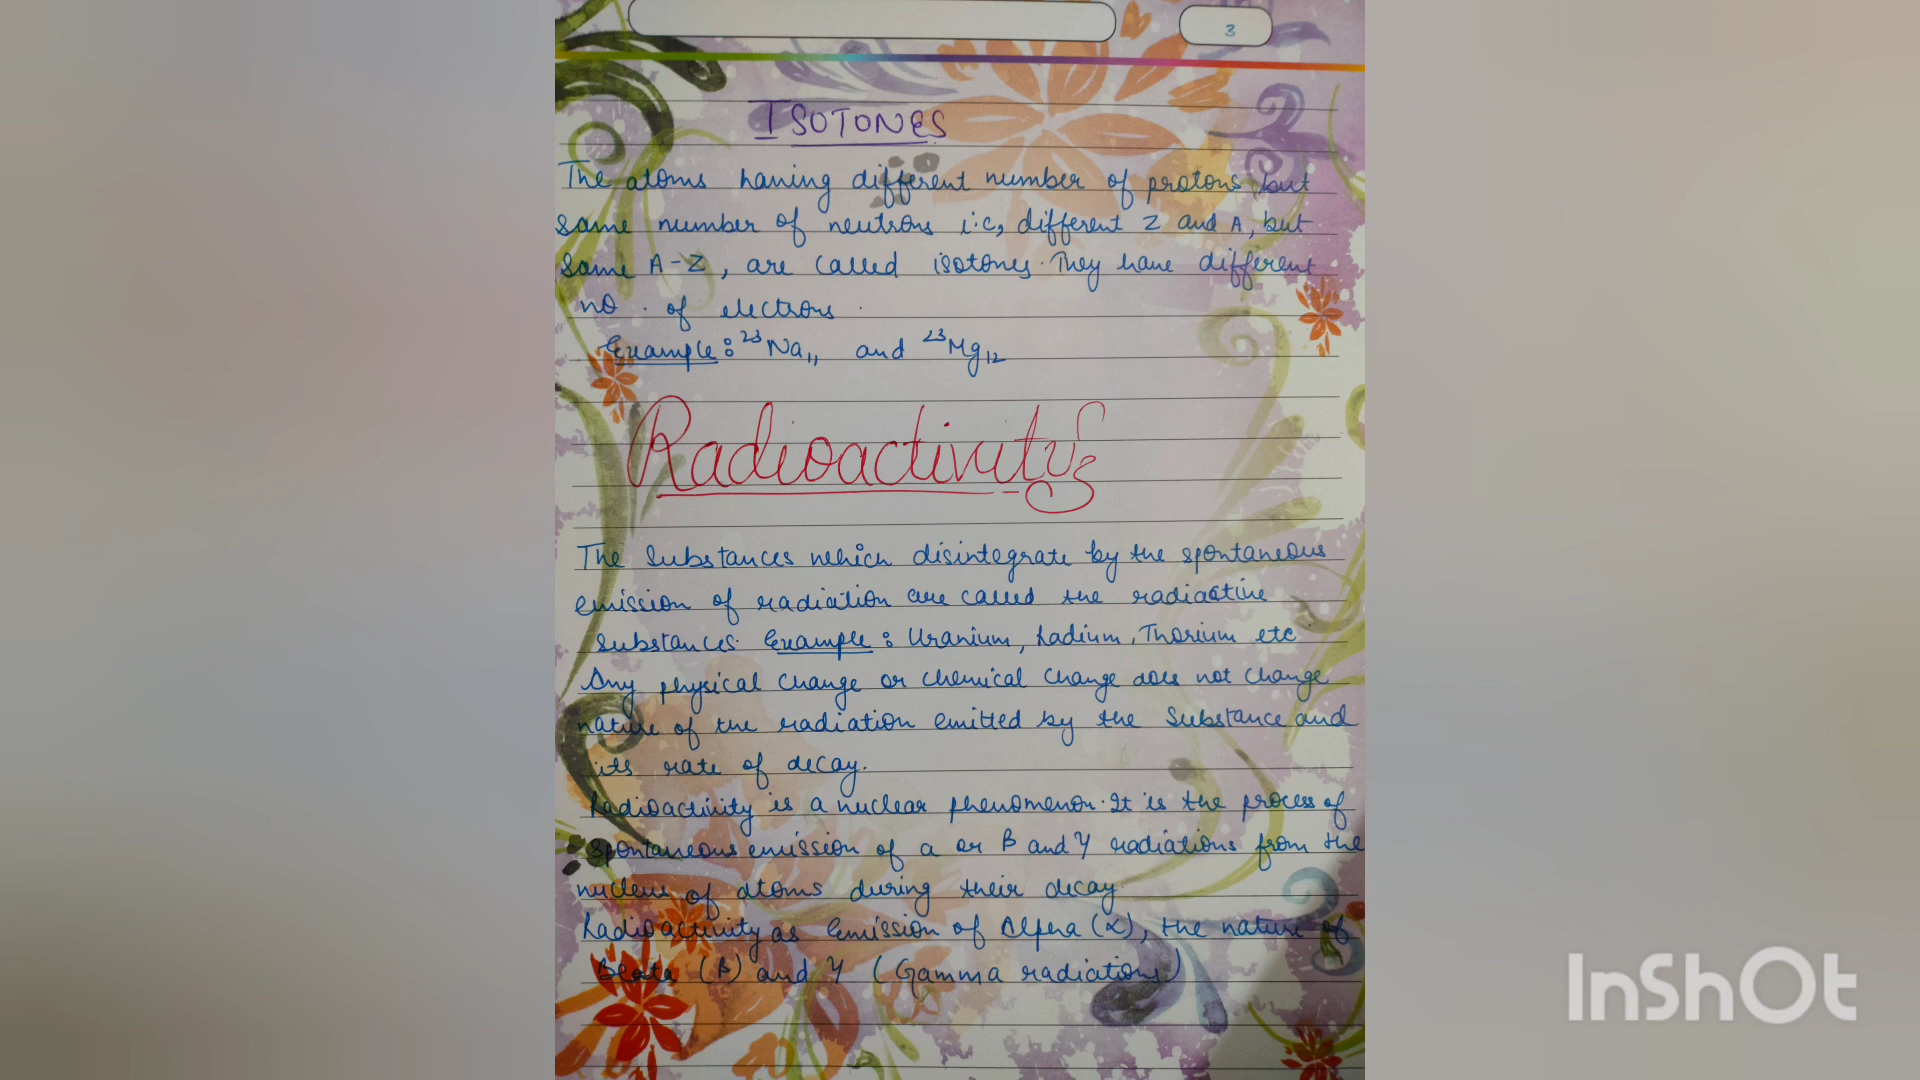 3
ISOTONES
The atoms having different number of protons but
same number of neutrons i.e, different Z and A, but
same A-Z, are called isotones. They have different
no. of electrons.
Example: ²³Na₁₁ and ²³Mg₁₂
Radioactivity
The substances which disintegrate by the spontaneous
emission of radiation are called the radioactive
substances. Example: Uranium, Radium, Thorium etc.
Any physical change or chemical change does not change
nature of the radiation emitted by the substance and
its rate of decay.
Radioactivity is a nuclear phenomenon. It is the process of
spontaneous emission of a or β and γ radiations from the
nucleus of atoms during their decay.
Radioactivity as Emission of Alpha (α), the nature of
Beata (β) and γ (Gamma radiations)
InShOt